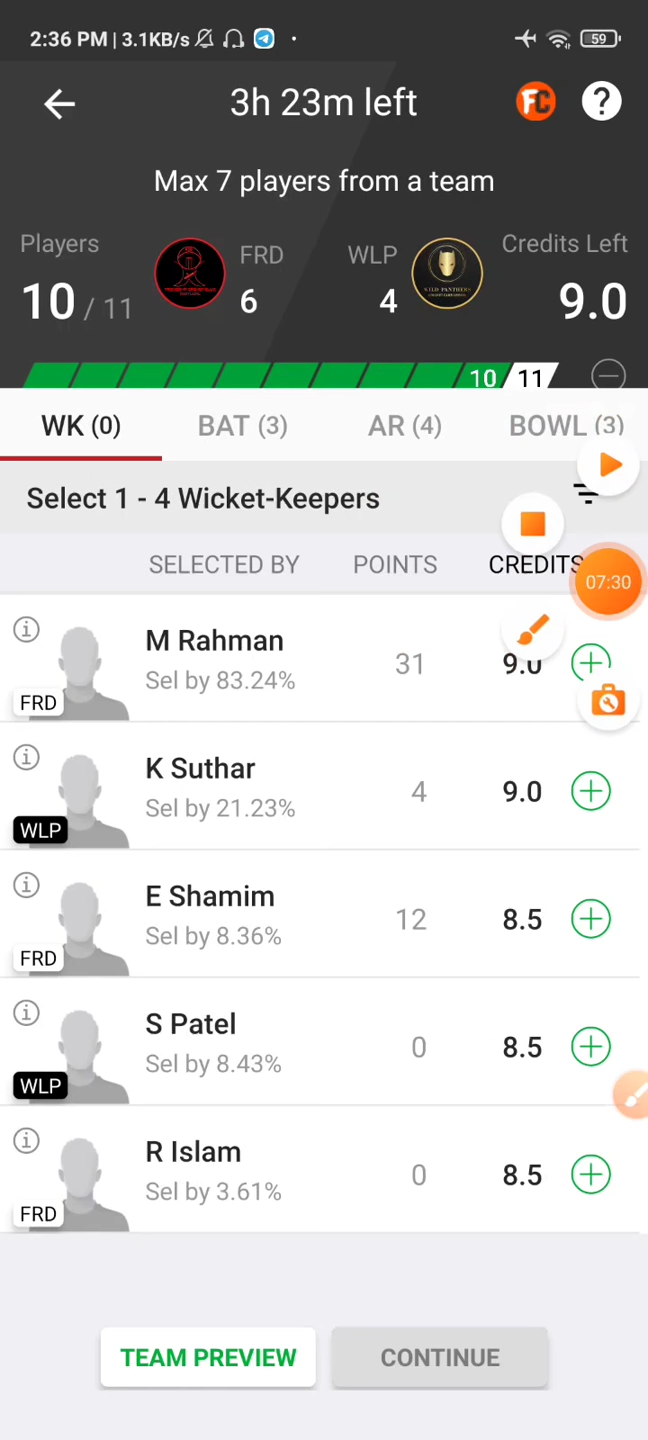 2:36 PM | 3.1KB/s
59
3h 23m left
FC
?
Max 7 players from a team
Players
FRD
WLP
Credits Left
10 / 11
6
4
9.0
WILD PANTHERS
10
11
WK (0)
BAT (3)
AR (4)
BOWL (3)
Select 1 - 4 Wicket-Keepers
SELECTED BY
POINTS
CREDITS
07:30
M Rahman
Sel by 83.24%
31
9.0
FRD
K Suthar
Sel by 21.23%
4
9.0
WLP
E Shamim
Sel by 8.36%
12
8.5
FRD
S Patel
Sel by 8.43%
0
8.5
WLP
R Islam
Sel by 3.61%
0
8.5
FRD
TEAM PREVIEW
CONTINUE